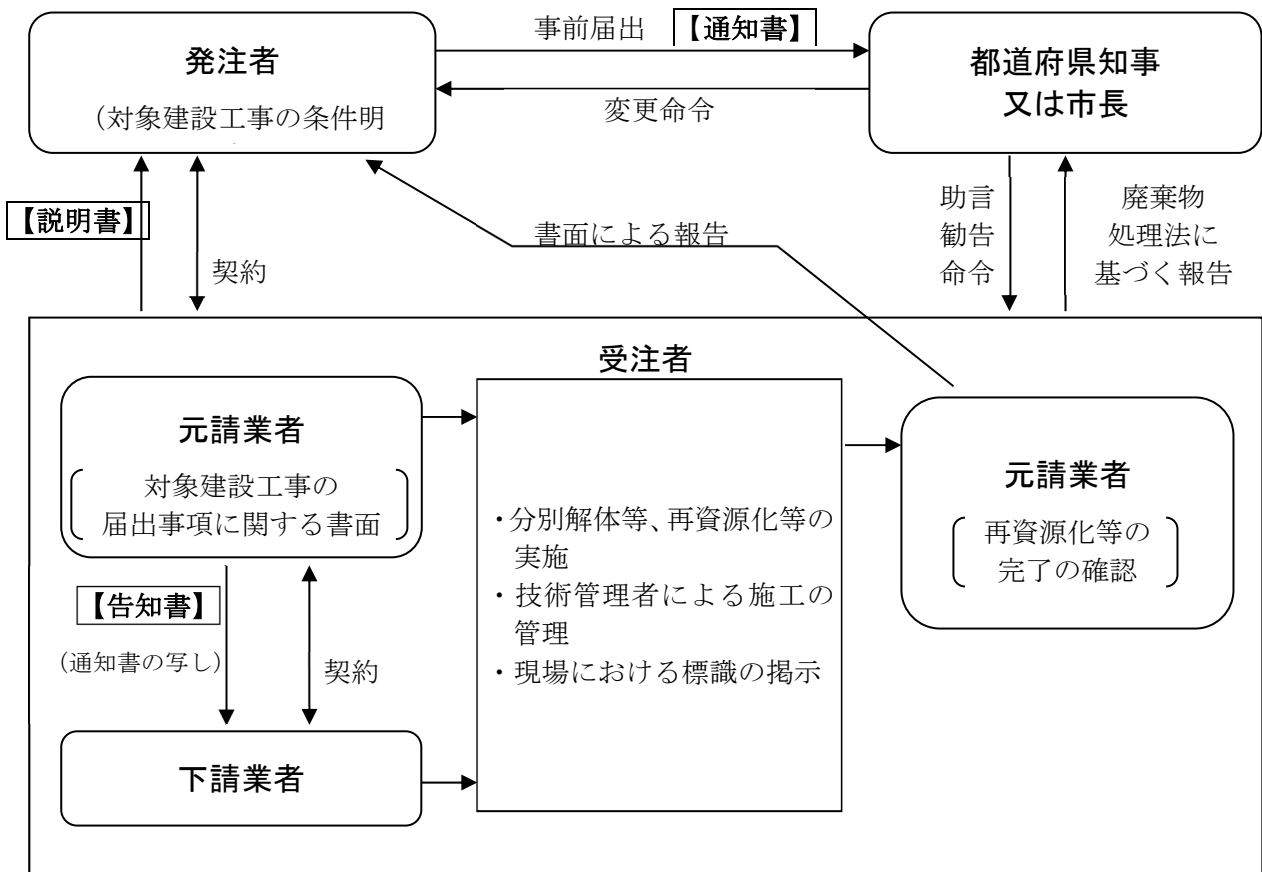 事前届出 【通知書】
発注者
(対象建設工事の条件明
変更命令
都道府県知事
又は市長
【説明書】
契約
書面による報告
助言
勧告
命令
廃棄物
処理法に
基づく報告
受注者
元請業者
対象建設工事の
届出事項に関する書面
【告知書】
(通知書の写し)
契約
下請業者
・分別解体等、再資源化等の
実施
・技術管理者による施工の
管理
・現場における標識の掲示
元請業者
再資源化等の
完了の確認